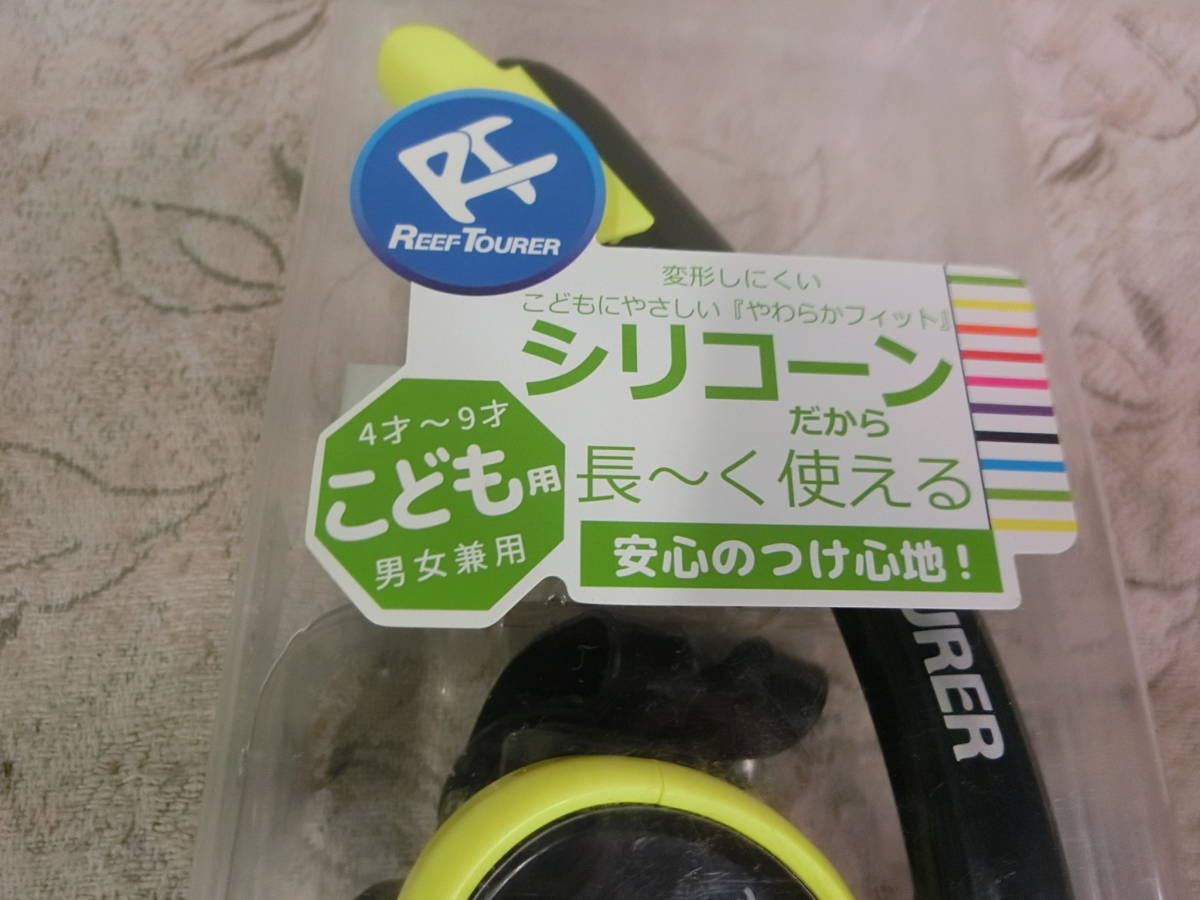 RT
REEF TOURER
変形しにくい
こどもにやさしい『やわらかフィット』
シリコーン
だから
長〜く使える
安心のつけ心地!
4才〜9才
こども用
男女兼用
URER